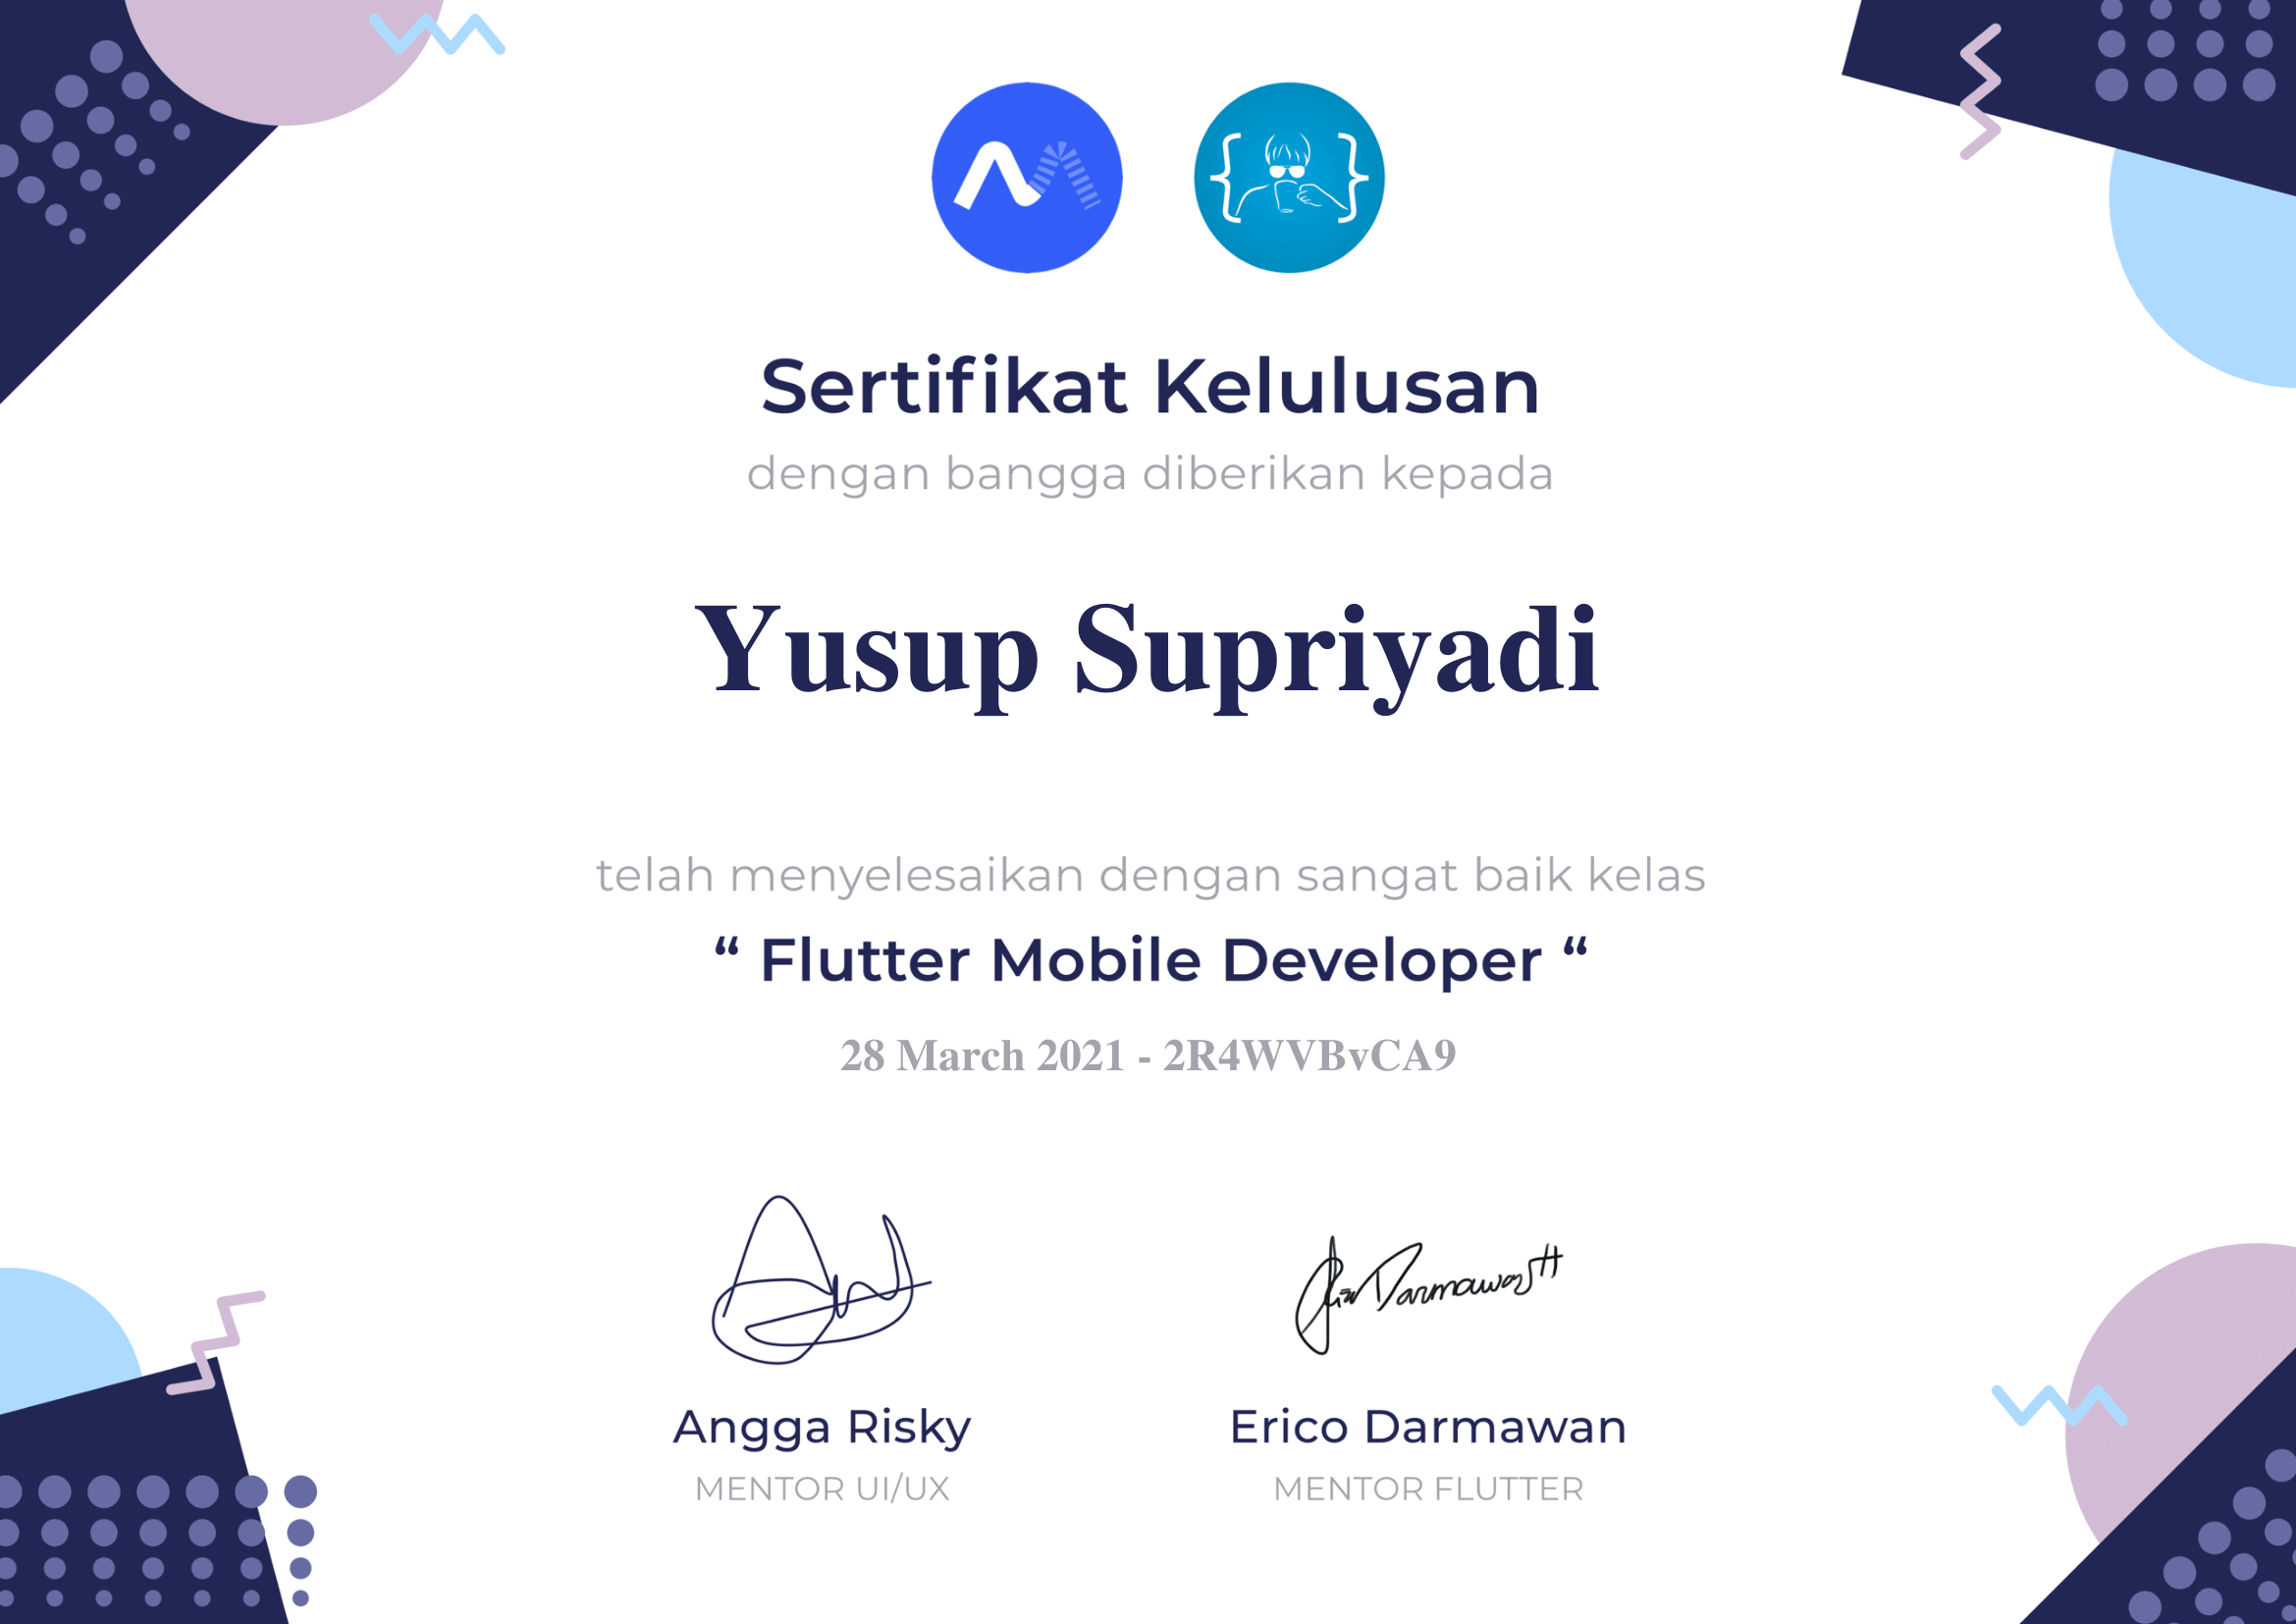 Sertifikat Kelulusan
dengan bangga diberikan kepada
Yusup Supriyadi
telah menyelesaikan dengan sangat baik kelas
“ Flutter Mobile Developer “
28 March 2021 - 2R4WVBvCA9
Angga Risky
MENTOR UI/UX
Erico Darmawan
MENTOR FLUTTER